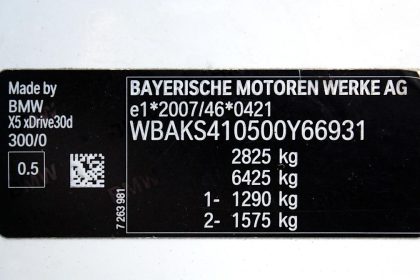 Made by
BMW
X5 xDrive30d
300/0
0.5
7 263 981
BAYERISCHE MOTOREN WERKE AG
e1*2007/46*0421
WBAKS410500Y66931
2825 kg
6425 kg
1- 1290 kg
2- 1575 kg